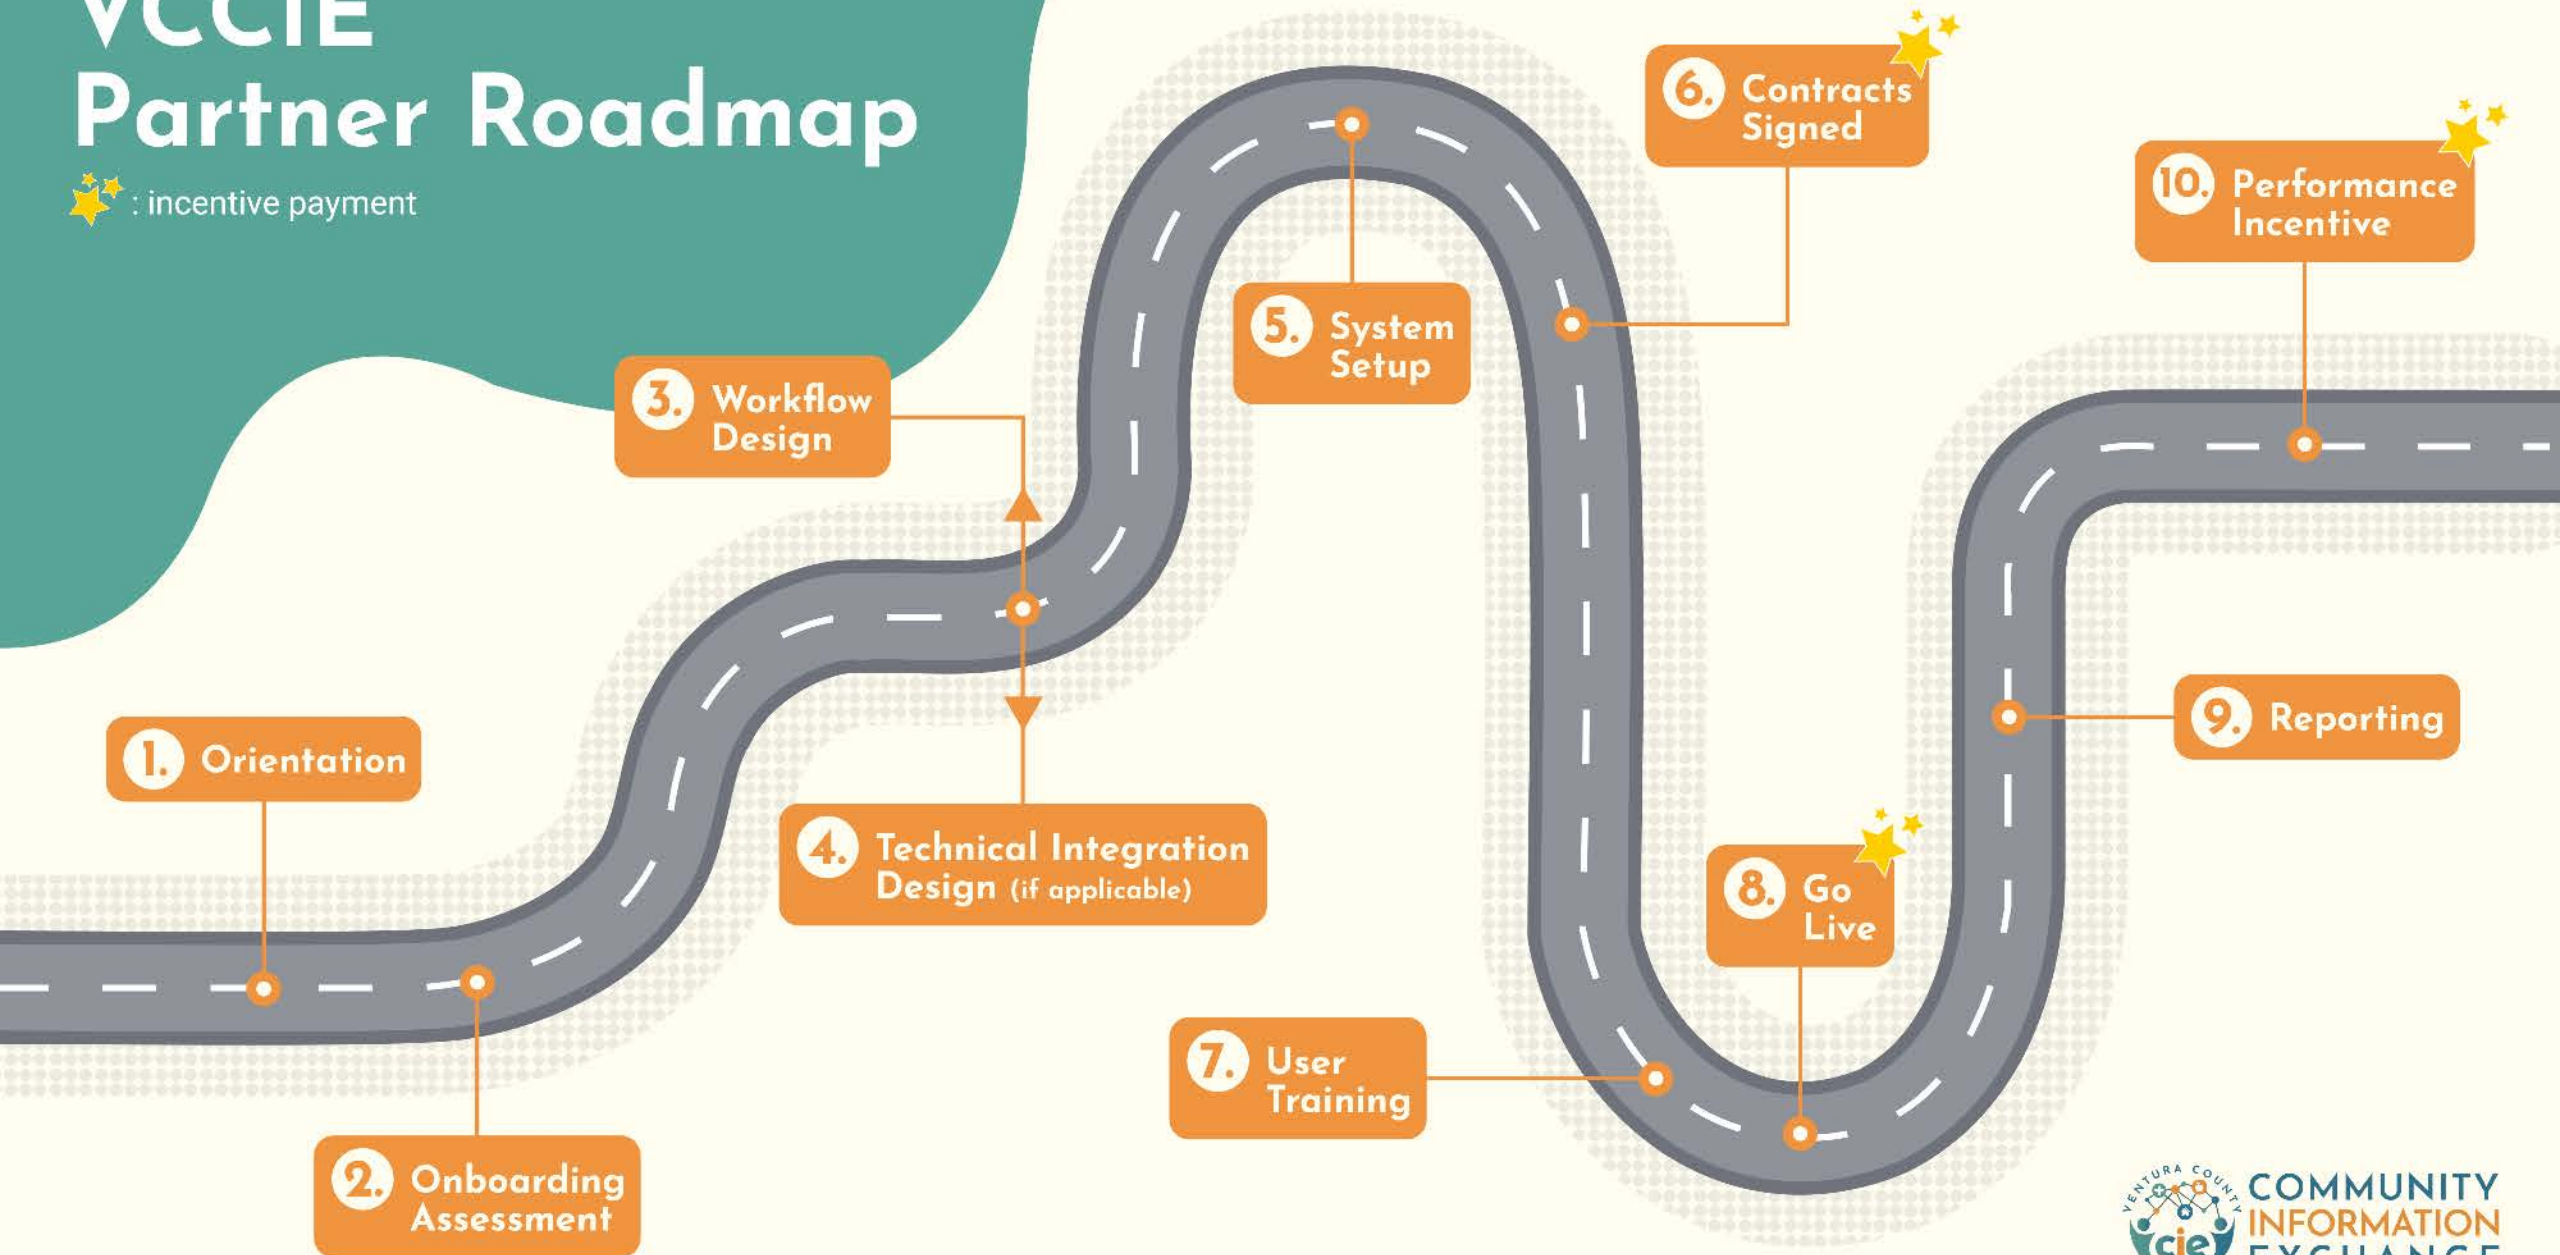 VCCIE
Partner Roadmap
: incentive payment
1. Orientation
2. Onboarding
Assessment
3. Workflow
Design
4. Technical Integration
Design (if applicable)
5. System
Setup
6. Contracts
Signed
7. User
Training
8. Go
Live
9. Reporting
10. Performance
Incentive
VENTURA COUNTY
cie
COMMUNITY
INFORMATION
EXCHANGE